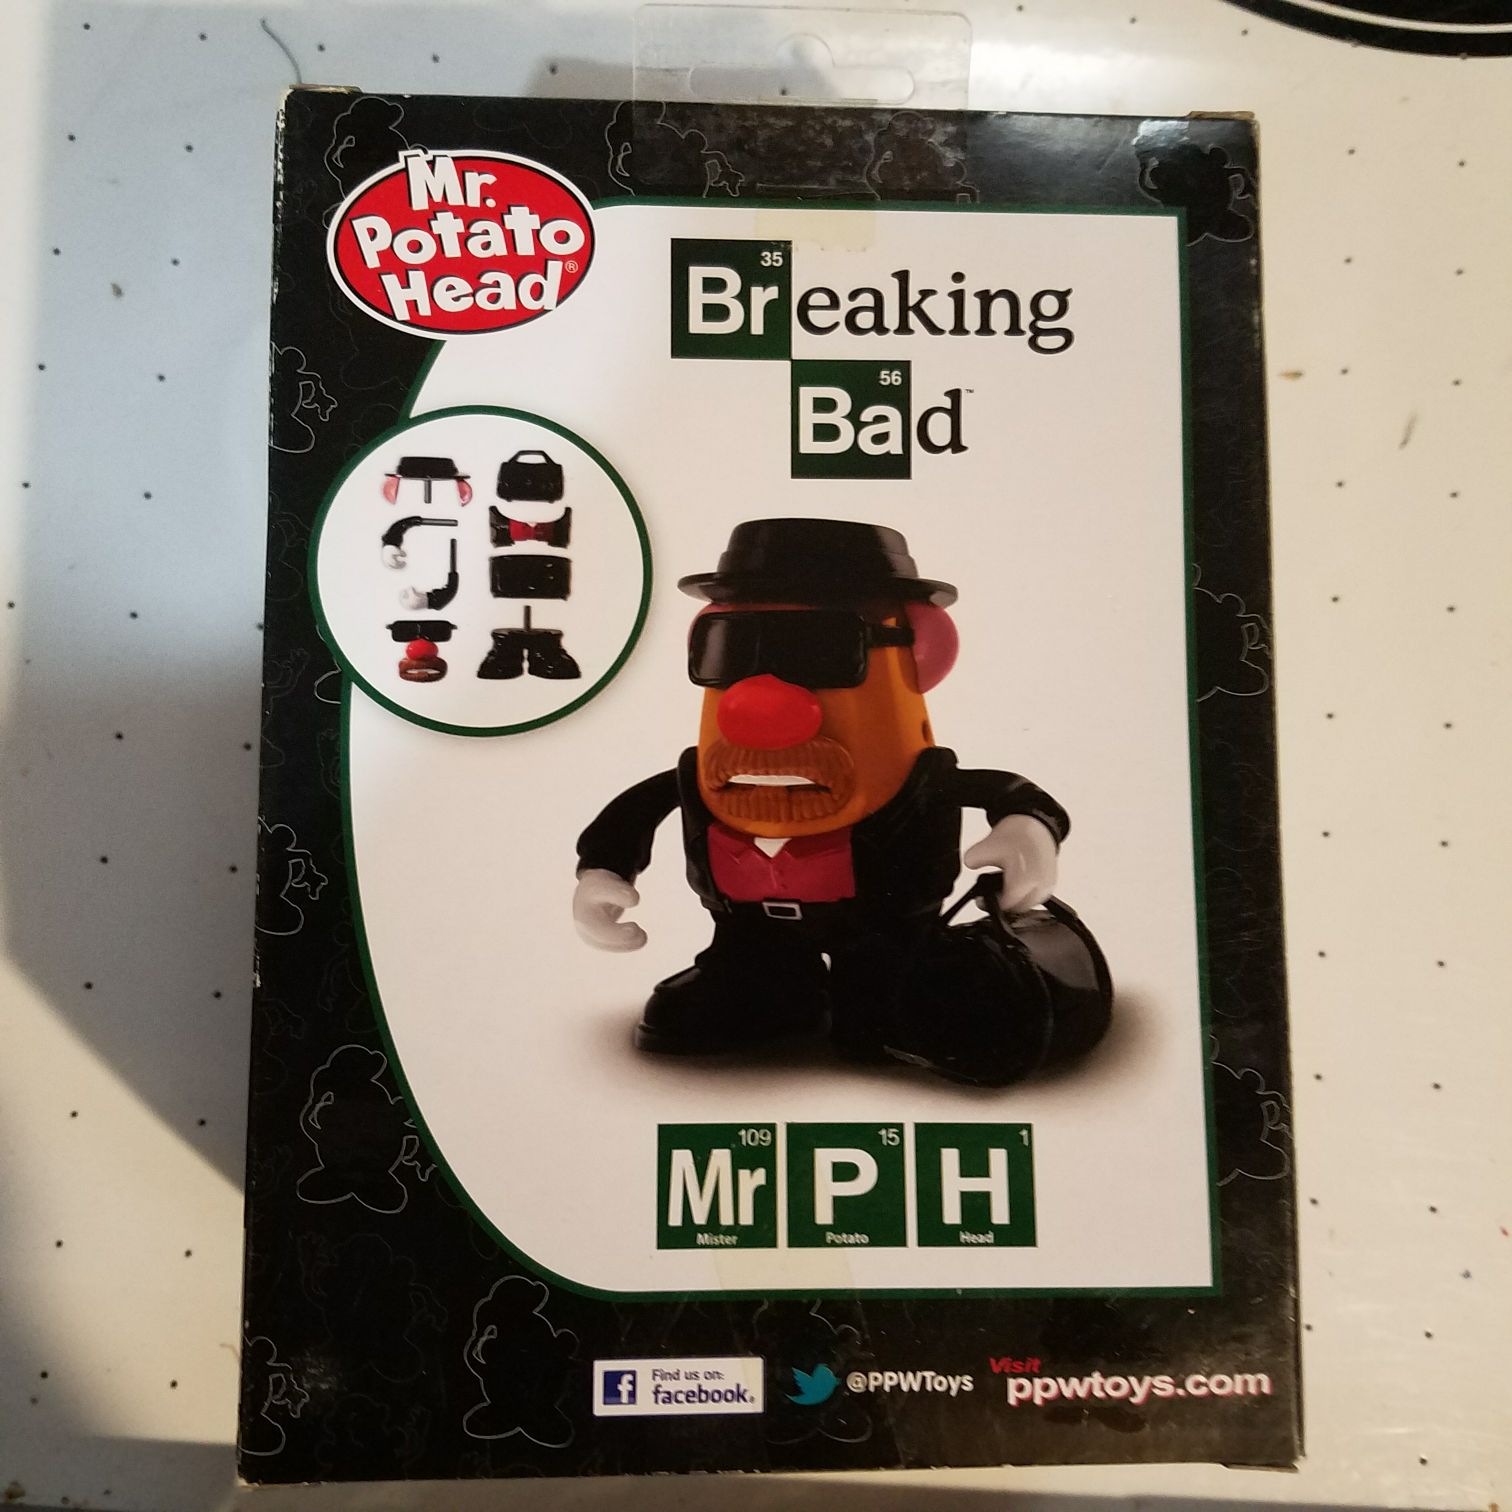 Mr.
Potato
Head®
35
Breaking
56
Bad™
109 15 1
Mr P H
Mister Potato Head
Find us on:
facebook®
@PPWToys
Visit
ppwtoys.com